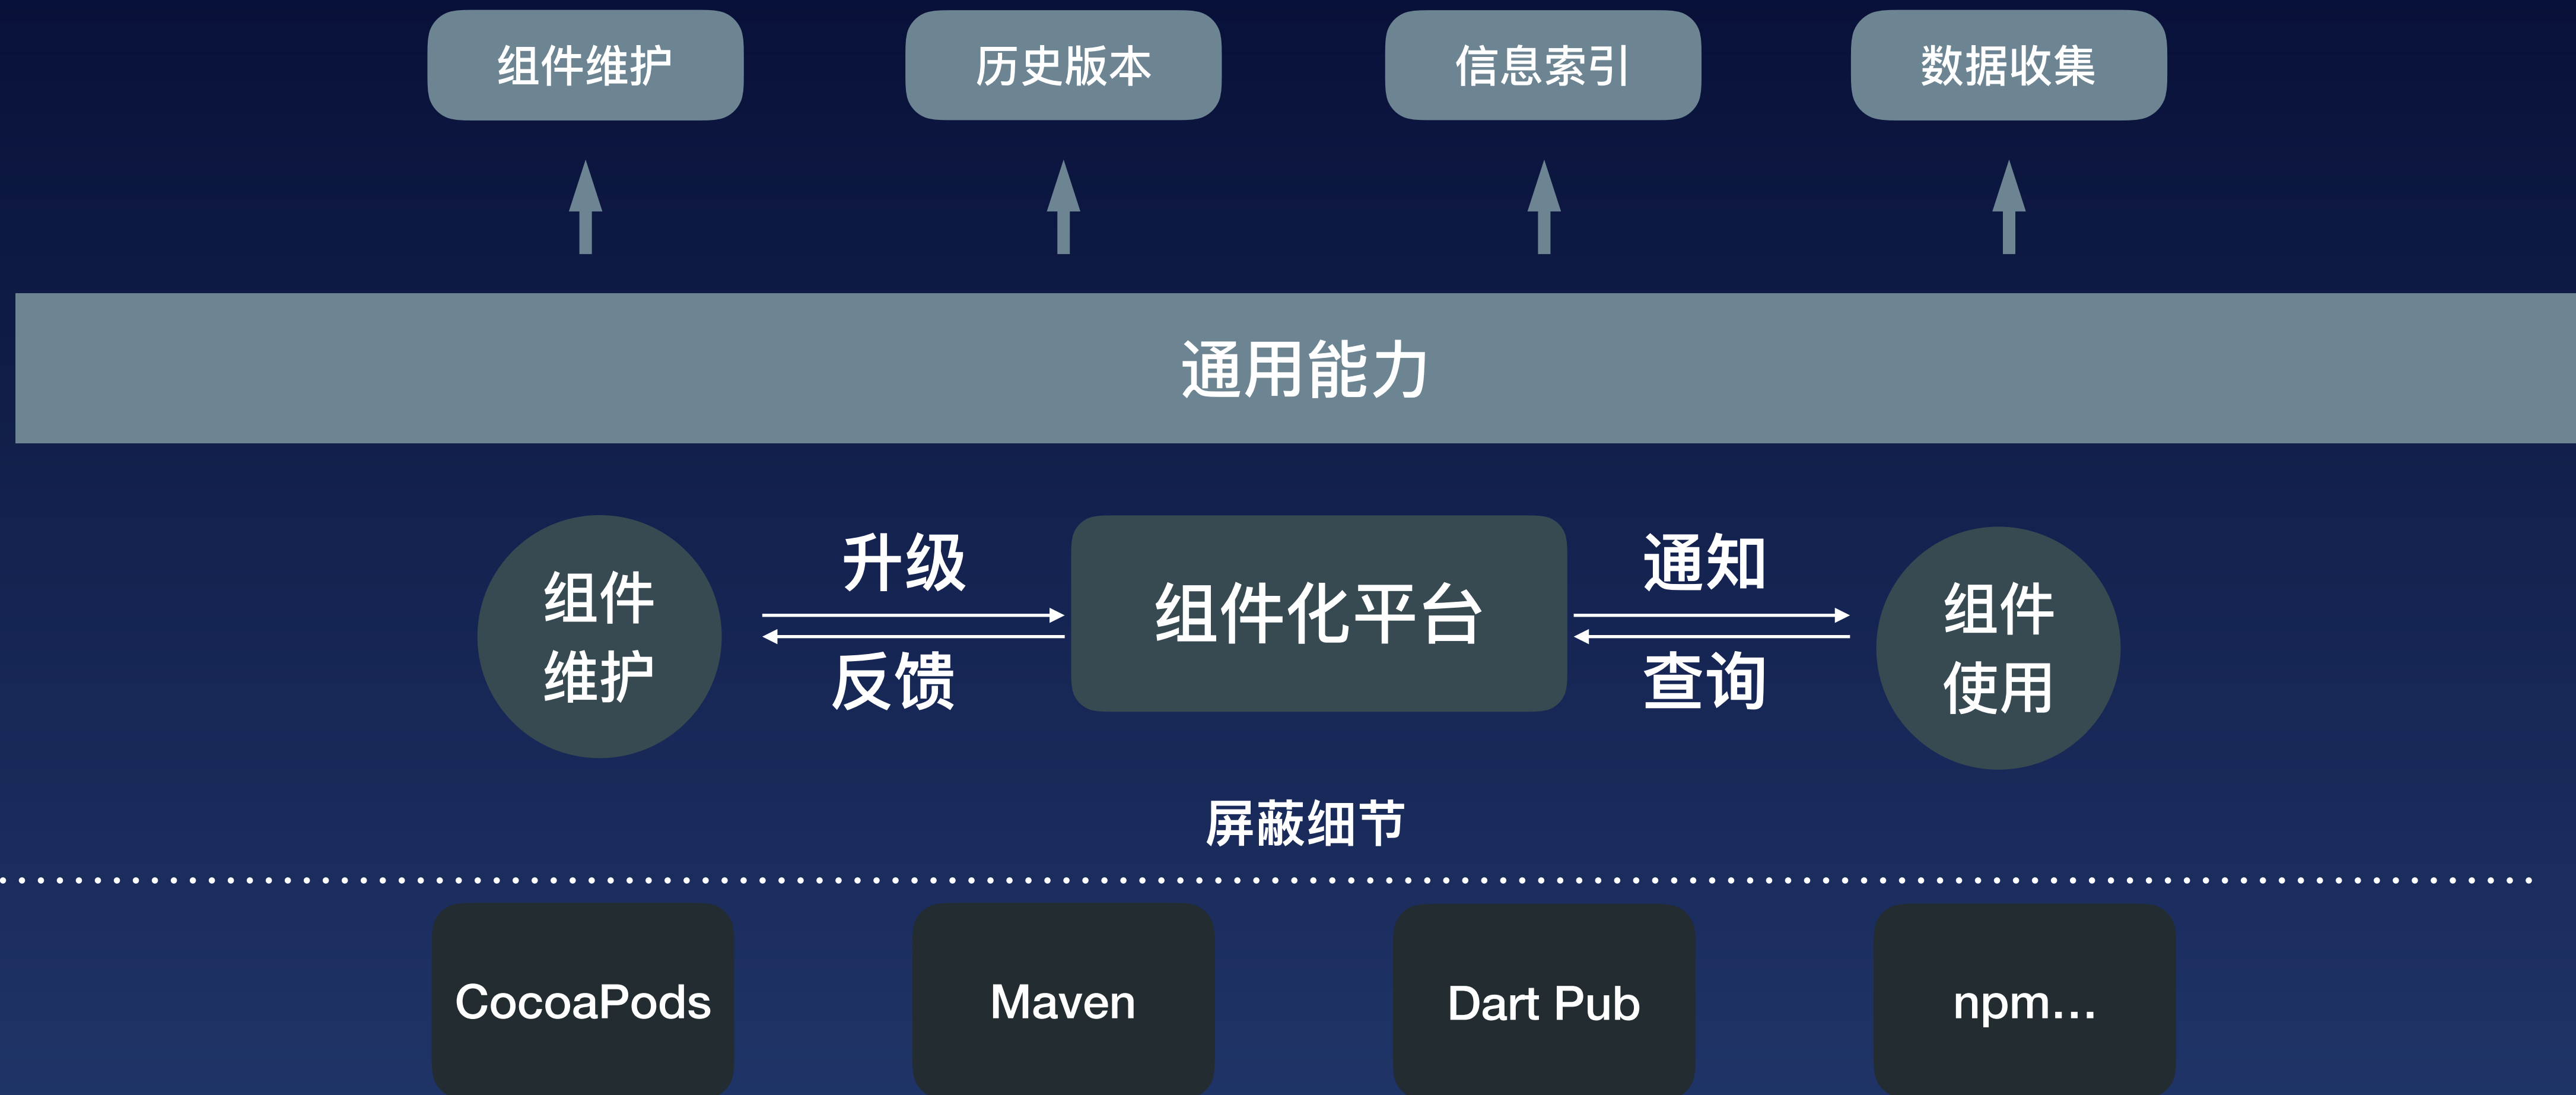 组件维护
历史版本
信息索引
数据收集
通用能力
组件
维护
升级
反馈
组件化平台
通知
查询
组件
使用
屏蔽细节
CocoaPods
Maven
Dart Pub
npm...